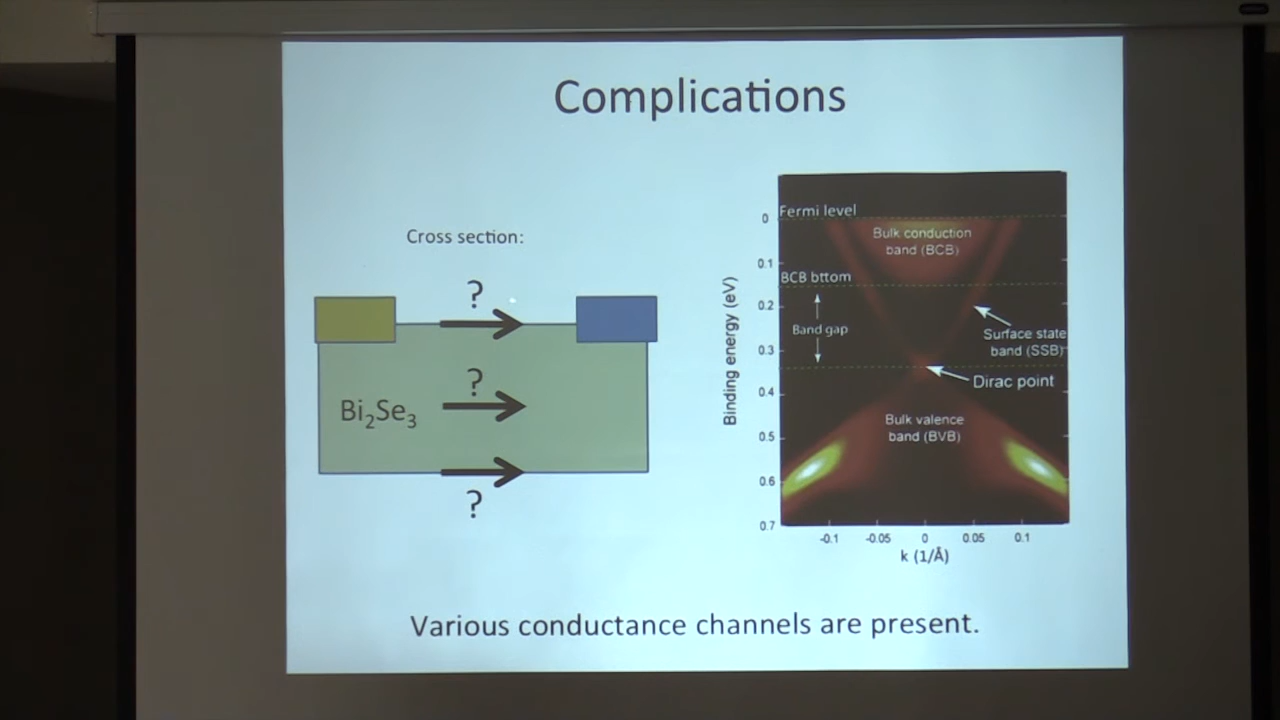 Complications
Cross section:
?
?
Bi2Se3
?
Fermi level
Bulk conduction
band (BCB)
BCB bttom
Band gap
Surface state
band (SSB)
Dirac point
Bulk valence
band (BVB)
Binding energy (eV)
0
0.1
0.2
0.3
0.4
0.5
0.6
0.7
-0.1 -0.05 0 0.05 0.1
k (1/Å)
Various conductance channels are present.